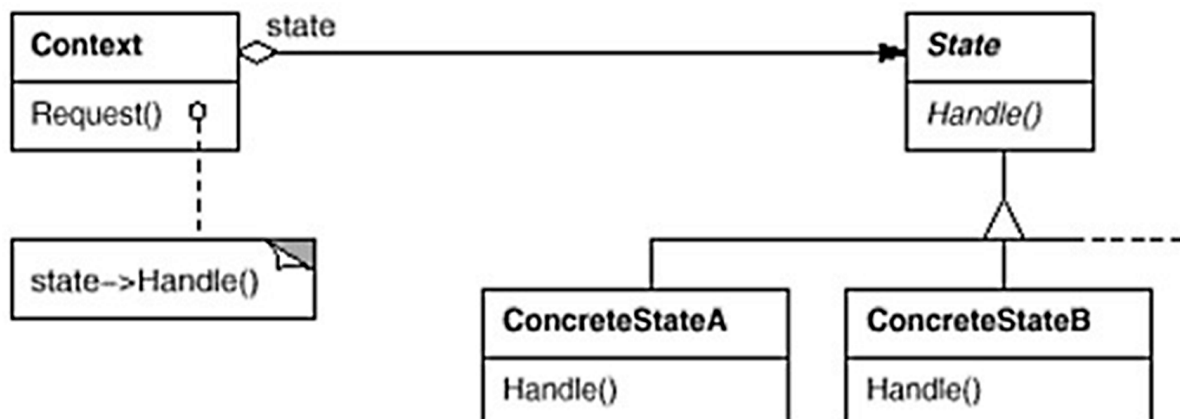 state
Context
State
Request()
Handle()
state->Handle()
ConcreteStateA
ConcreteStateB
Handle()
Handle()